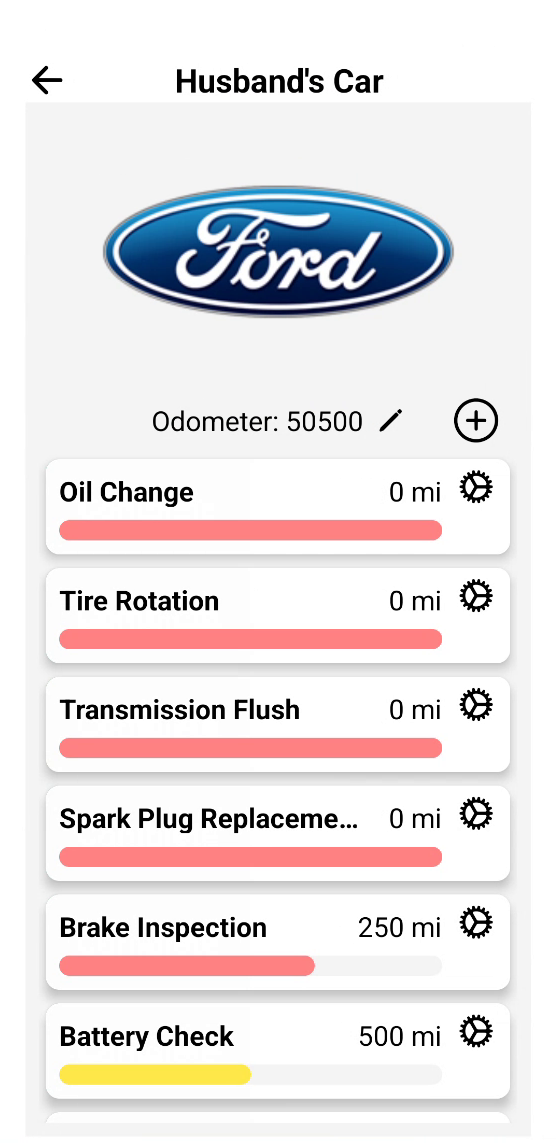 Husband's Car
Ford
Odometer: 50500
Oil Change 0 mi
Tire Rotation 0 mi
Transmission Flush 0 mi
Spark Plug Replaceme... 0 mi
Brake Inspection 250 mi
Battery Check 500 mi